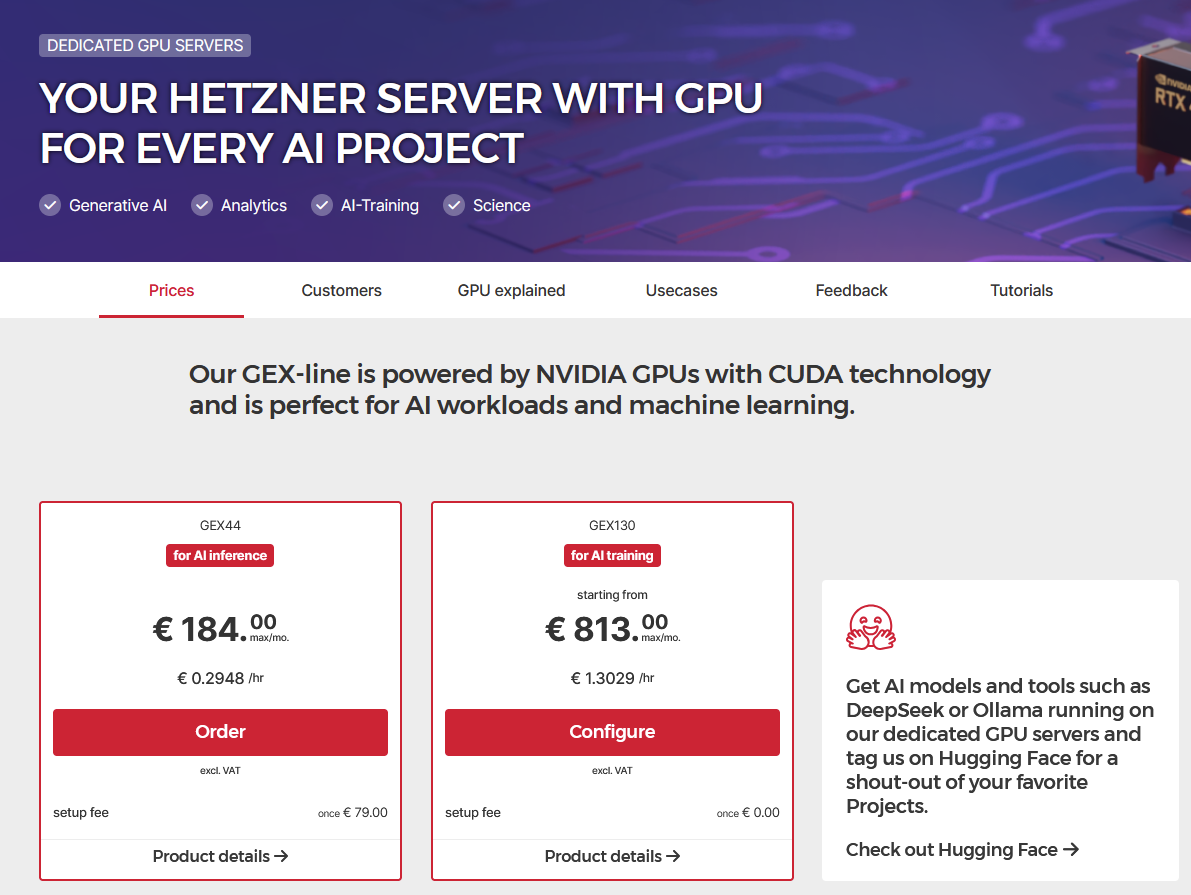 DEDICATED GPU SERVERS
YOUR HETZNER SERVER WITH GPU
FOR EVERY AI PROJECT
Generative AI
Analytics
AI-Training
Science
NVIDIA
RTX
Prices
Customers
GPU explained
Usecases
Feedback
Tutorials
Our GEX-line is powered by NVIDIA GPUs with CUDA technology
and is perfect for AI workloads and machine learning.
GEX44
for AI inference
€ 184.00
max/mo.
€ 0.2948 /hr
Order
excl. VAT
setup fee
once € 79.00
Product details →
GEX130
for AI training
starting from
€ 813.00
max/mo.
€ 1.3029 /hr
Configure
excl. VAT
setup fee
once € 0.00
Product details →
Get AI models and tools such as
DeepSeek or Ollama running on
our dedicated GPU servers and
tag us on Hugging Face for a
shout-out of your favorite
Projects.
Check out Hugging Face →